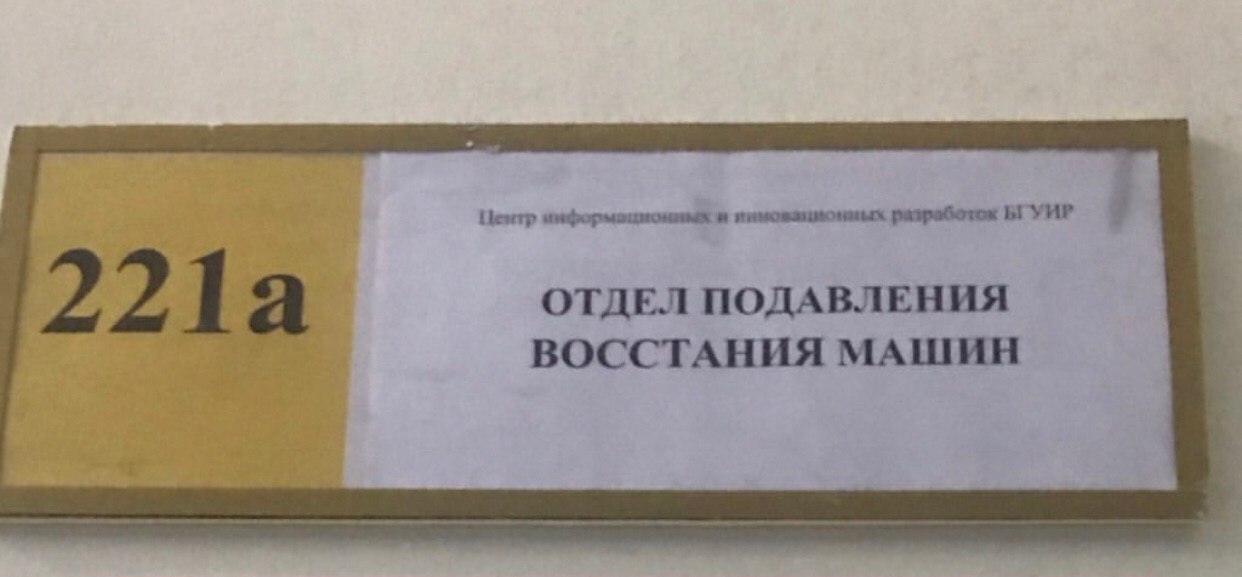 221а
Центр информационных и инновационных разработок БГУИР
ОТДЕЛ ПОДАВЛЕНИЯ
ВОССТАНИЯ МАШИН